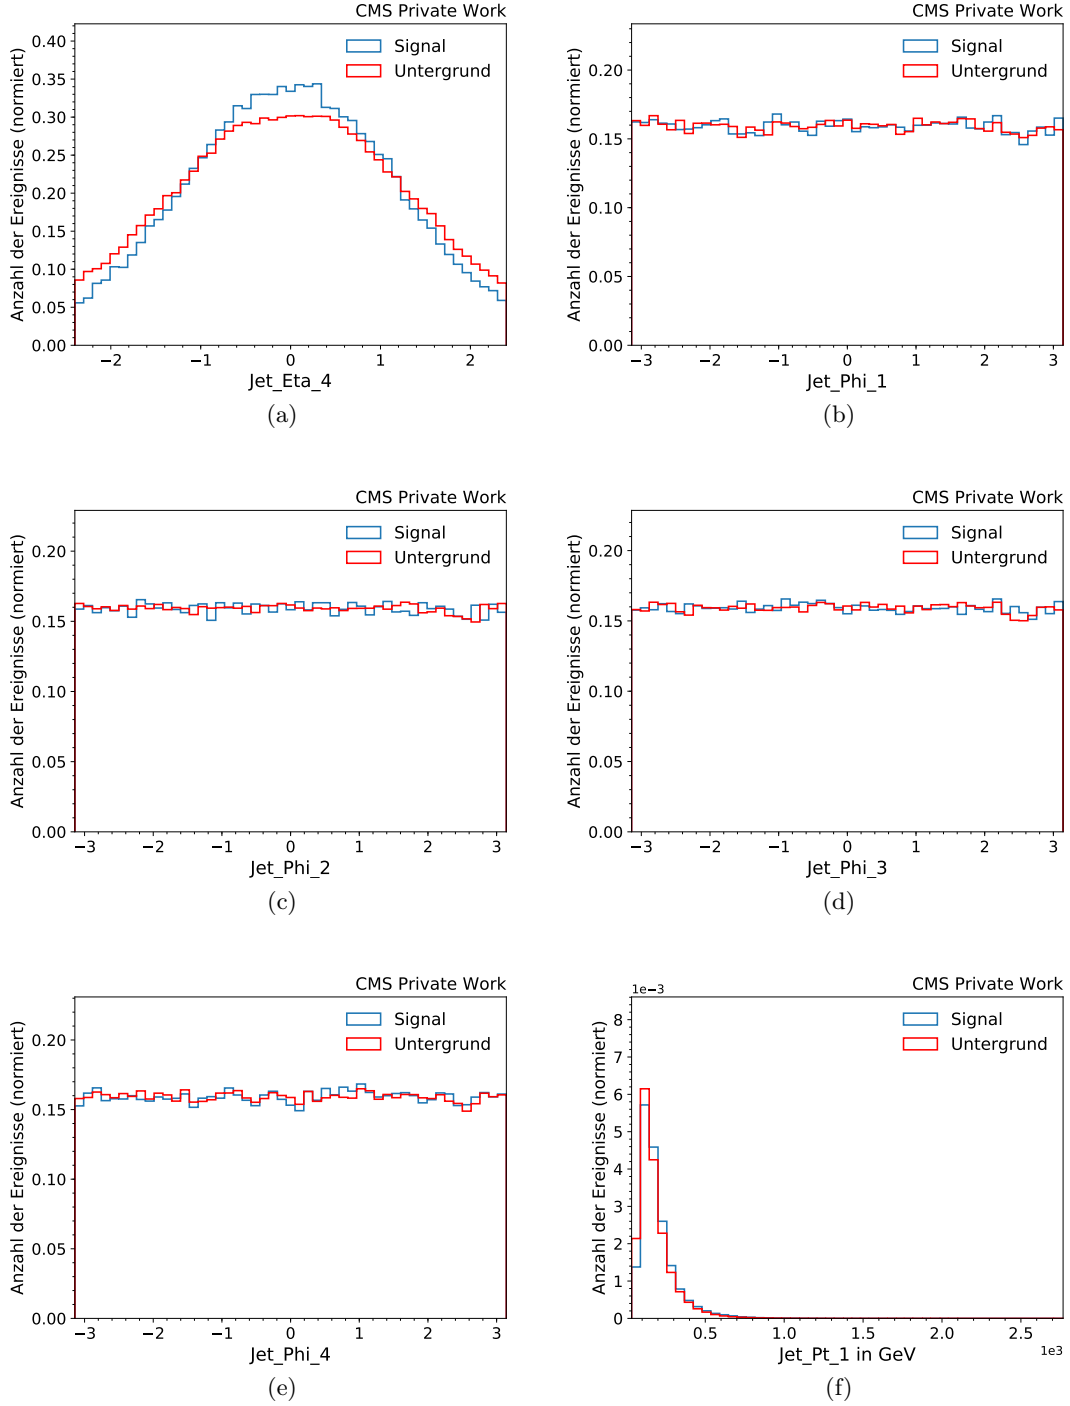 CMS Private Work
Anzahl der Ereignisse (normiert)
0.40
0.35
0.30
0.25
0.20
0.15
0.10
0.05
0.00
Signal
Untergrund
−2 −1 0 1 2
Jet_Eta_4
(a)
CMS Private Work
Anzahl der Ereignisse (normiert)
0.20
0.15
0.10
0.05
0.00
Signal
Untergrund
−3 −2 −1 0 1 2 3
Jet_Phi_1
(b)
CMS Private Work
Anzahl der Ereignisse (normiert)
0.20
0.15
0.10
0.05
0.00
Signal
Untergrund
−3 −2 −1 0 1 2 3
Jet_Phi_2
(c)
CMS Private Work
Anzahl der Ereignisse (normiert)
0.20
0.15
0.10
0.05
0.00
Signal
Untergrund
−3 −2 −1 0 1 2 3
Jet_Phi_3
(d)
CMS Private Work
Anzahl der Ereignisse (normiert)
0.20
0.15
0.10
0.05
0.00
Signal
Untergrund
−3 −2 −1 0 1 2 3
Jet_Phi_4
(e)
CMS Private Work
1e−3
Anzahl der Ereignisse (normiert)
8
7
6
5
4
3
2
1
0
Signal
Untergrund
0.5 1.0 1.5 2.0 2.5
Jet_Pt_1 in GeV
1e3
(f)